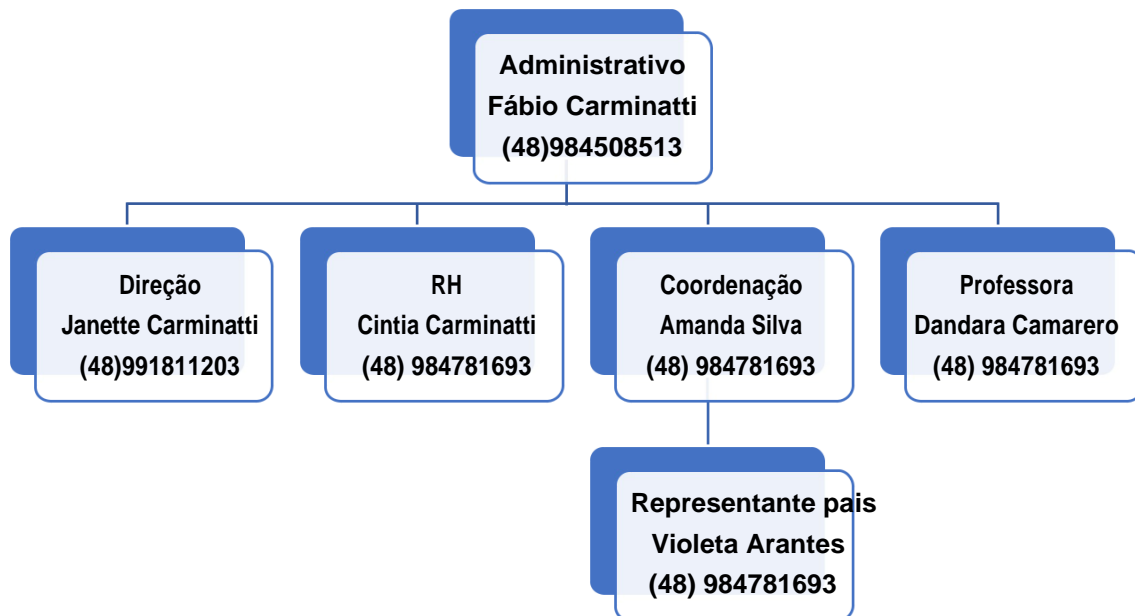 Administrativo
Fábio Carminatti
(48)984508513
Direção
Janette Carminatti
(48)991811203
RH
Cintia Carminatti
(48) 984781693
Coordenação
Amanda Silva
(48) 984781693
Professora
Dandara Camarero
(48) 984781693
Representante pais
Violeta Arantes
(48) 984781693